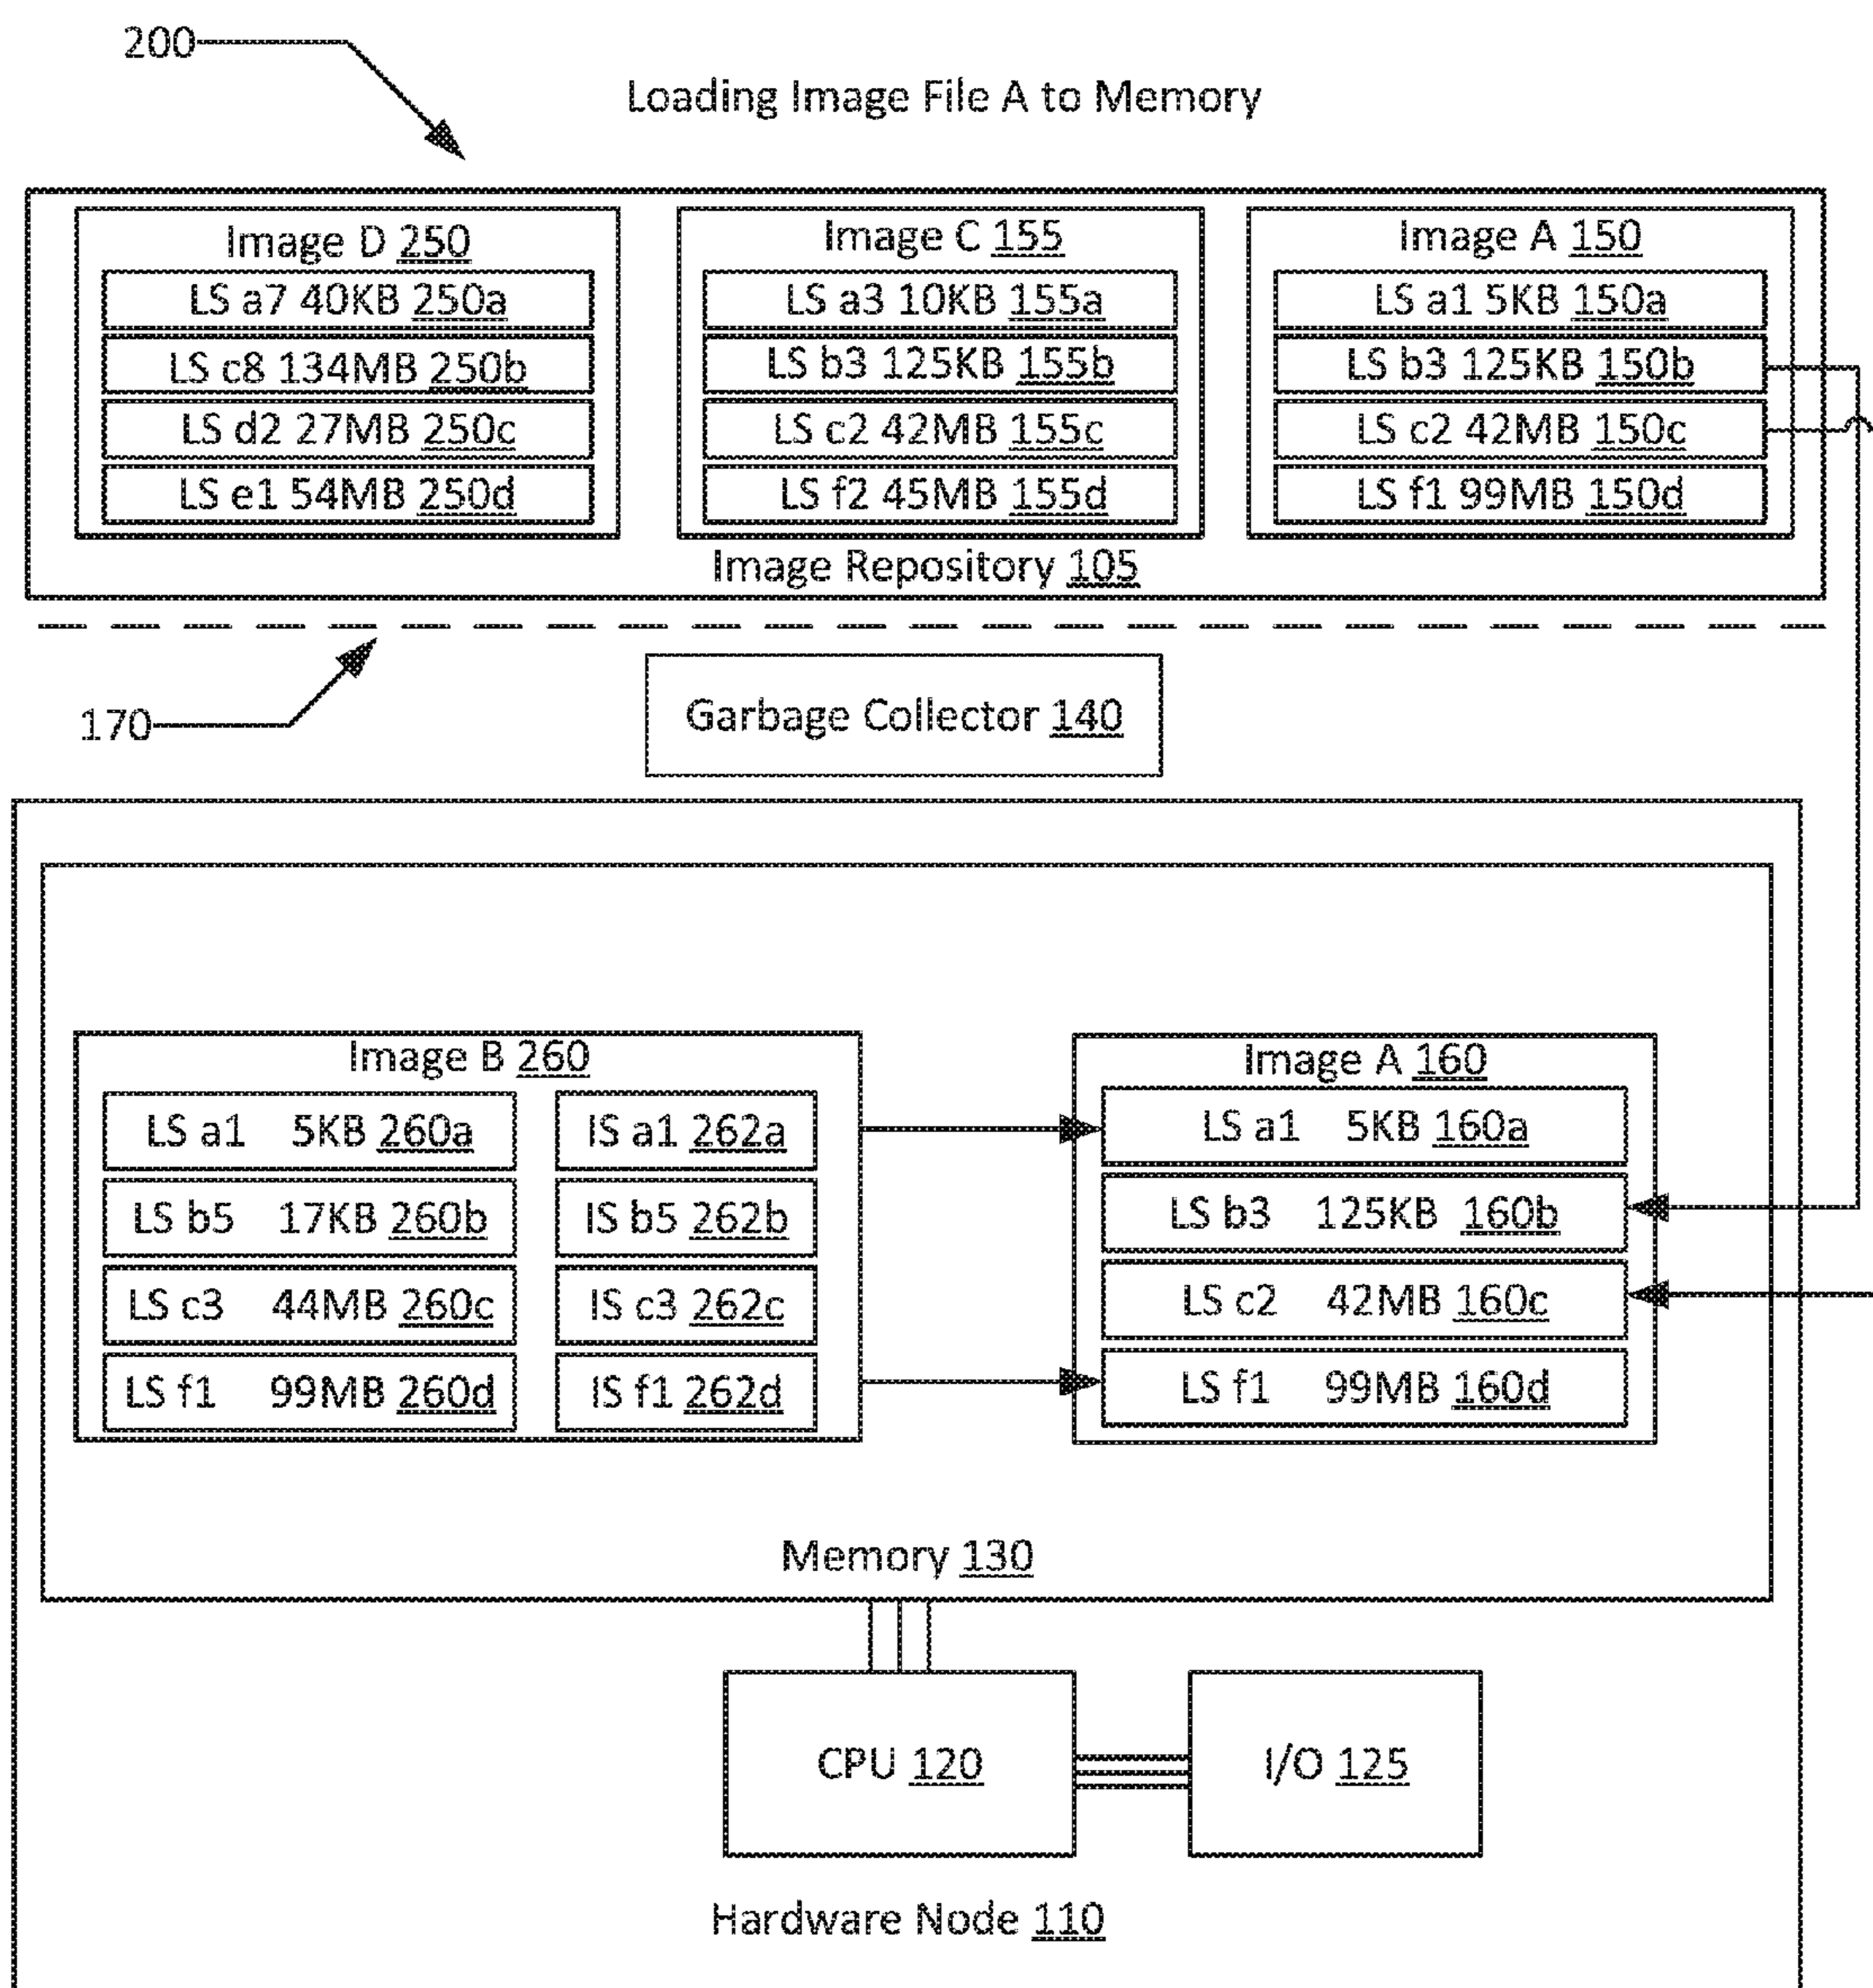 200
Loading Image File A to Memory
Image D 250
LS a7 40KB 250a
LS c8 134MB 250b
LS d2 27MB 250c
LS e1 54MB 250d
Image C 155
LS a3 10KB 155a
LS b3 125KB 155b
LS c2 42MB 155c
LS f2 45MB 155d
Image A 150
LS a1 5KB 150a
LS b3 125KB 150b
LS c2 42MB 150c
LS f1 99MB 150d
Image Repository 105
170
Garbage Collector 140
Image B 260
LS a1 5KB 260a
IS a1 262a
LS b5 17KB 260b
IS b5 262b
LS c3 44MB 260c
IS c3 262c
LS f1 99MB 260d
IS f1 262d
Image A 160
LS a1 5KB 160a
LS b3 125KB 160b
LS c2 42MB 160c
LS f1 99MB 160d
Memory 130
CPU 120
I/O 125
Hardware Node 110